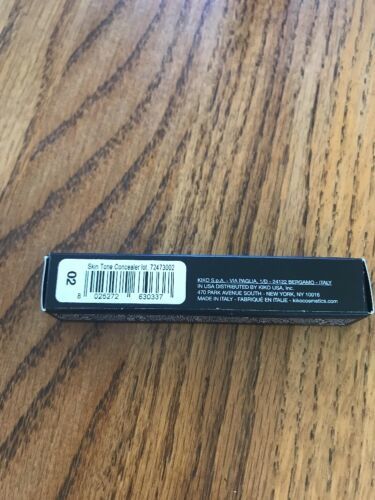 02
Skin Tone Concealer lot. 72473002
8 025272 630337
KIKO S.p.A. - VIA PAGLIA, 1/D - 24122 BERGAMO - ITALY
IN USA DISTRIBUTED BY KIKO USA, Inc.
470 PARK AVENUE SOUTH - NEW YORK, NY 10016
MADE IN ITALY - FABRIQUÉ EN ITALIE - kikocosmetics.com